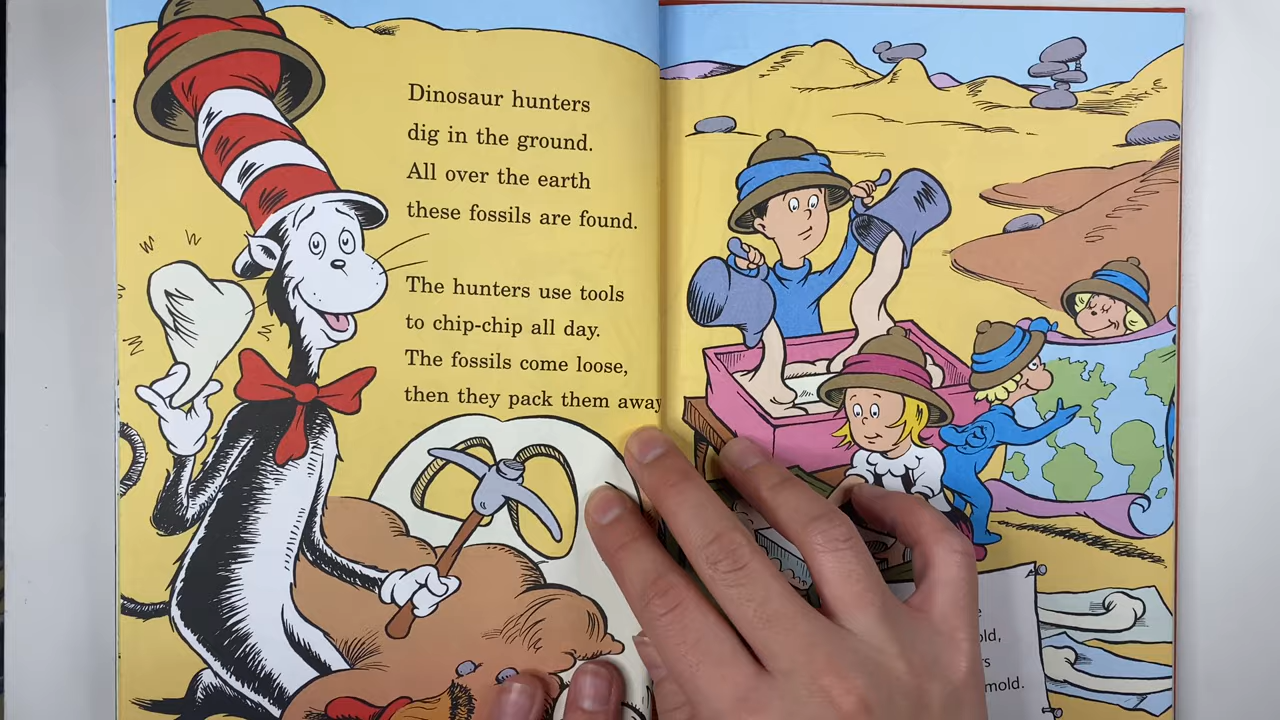 Dinosaur hunters
dig in the ground.
All over the earth
these fossils are found.
The hunters use tools
to chip-chip all day.
The fossils come loose,
then they pack them away
mold.